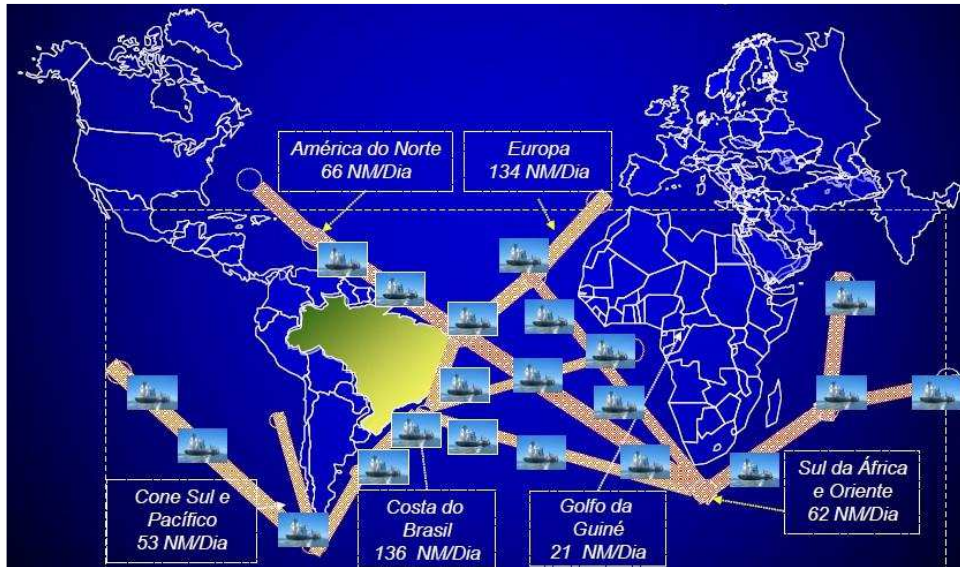 América do Norte
66 NM/Dia
Europa
134 NM/Dia
Cone Sul e
Pacífico
53 NM/Dia
Costa do
Brasil
136 NM/Dia
Golfo da
Guiné
21 NM/Dia
Sul da África
e Oriente
62 NM/Dia